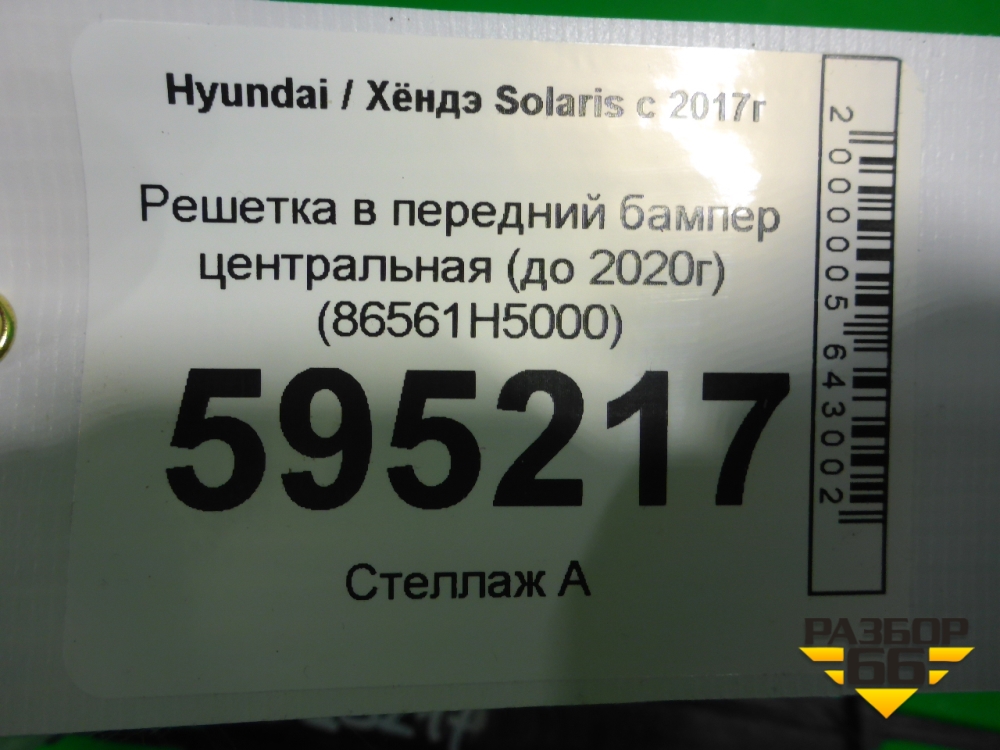 Hyundai / Хёндэ Solaris с 2017г
Решетка в передний бампер
центральная (до 2020г)
(86561H5000)
595217
Стеллаж А
2000005643002
РАЗБОР
66